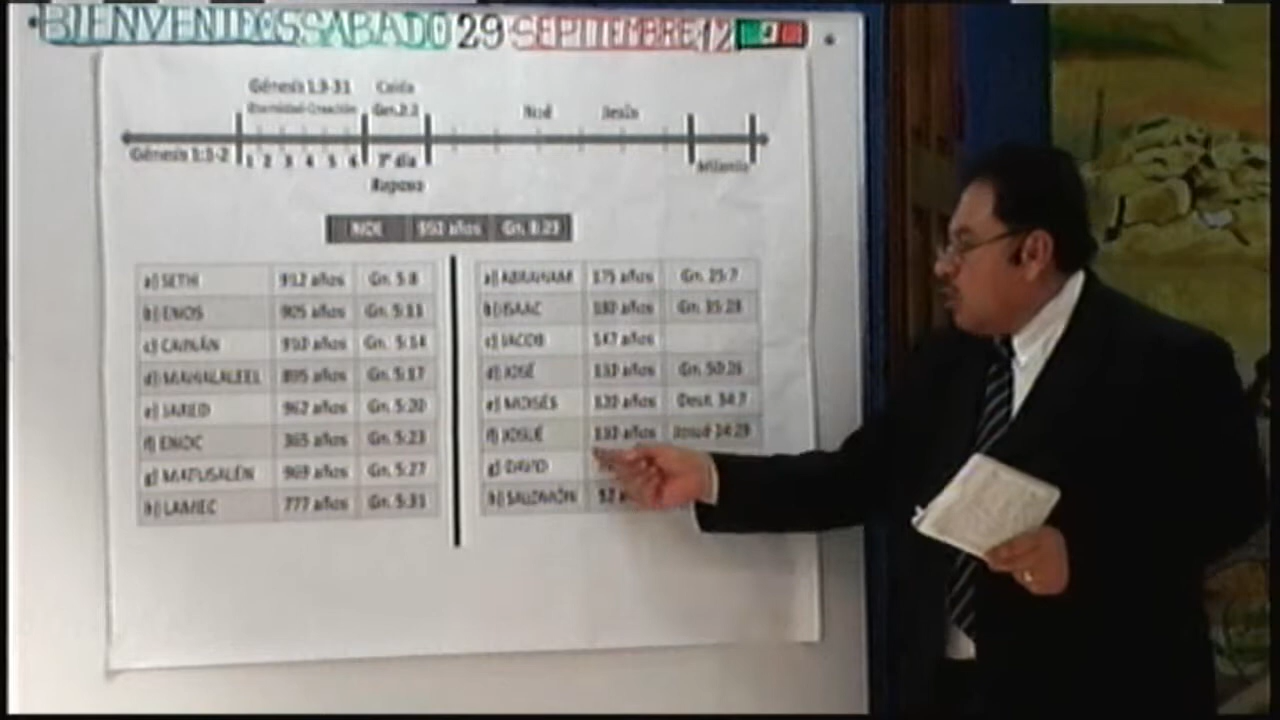 BIENVENIDOS SABADO 29 SEPTIEMBRE 12
Génesis 1:3-31 Caída
Eternidad-Creación Gen. Noé Jesús
Génesis 1:1-2 1 2 3 4 5 6 7º día Milenio
Reposo
NOE 950 años Gn.
a) SETH 912 años Gn. 5:8
b) ENOS 905 años Gn. 5:11
c) CAINÁN 910 años Gn. 5:14
d) MAHALALEEL 895 años Gn. 5:17
e) JARED 962 años Gn. 5:20
f) ENOC 365 años Gn. 5:23
g) MATUSALÉN 969 años Gn. 5:27
h) LAMEC 777 años Gn. 5:31
a) ABRAHAM 175 años Gn. 25:7
b) ISAAC 180 años Gn. 35:28
c) JACOB 147 años
d) JOSÉ 110 años Gn. 50:26
e) MOISÉS 120 años Deut. 34:7
f) JOSUÉ 110 años Josué 24:29
g) DAVID
h) SALOMÓN